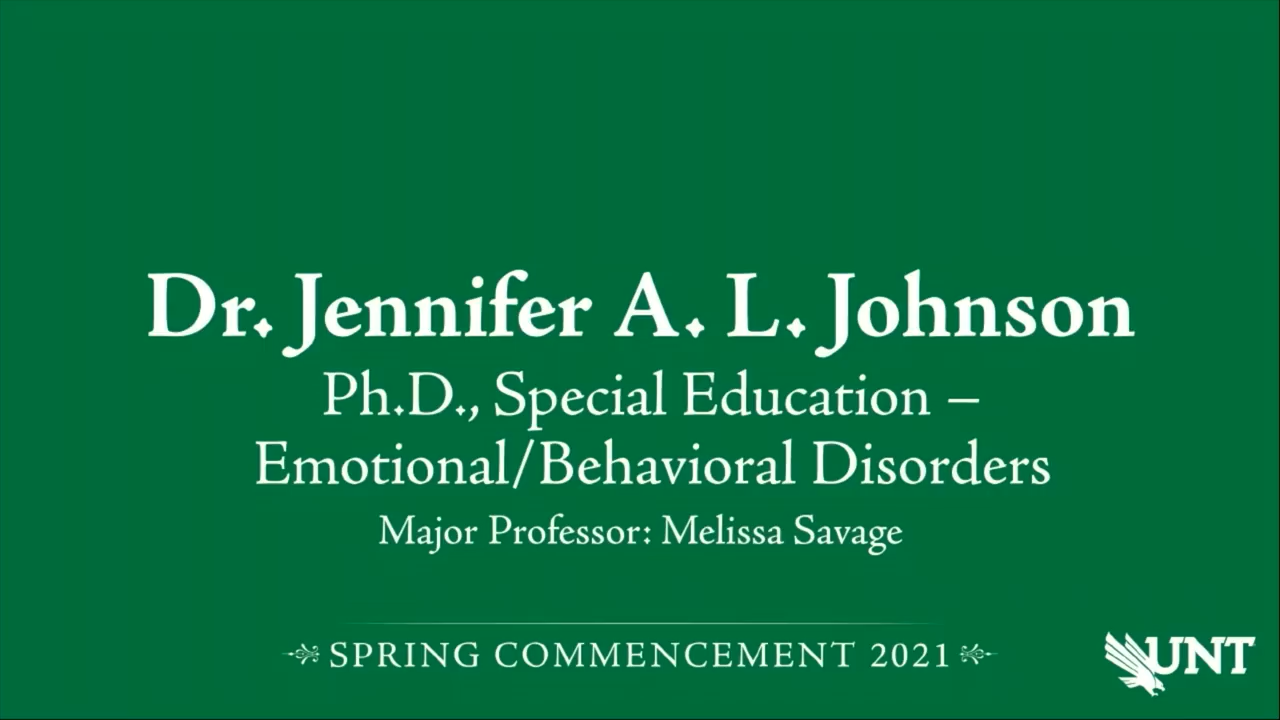 Dr. Jennifer A. L. Johnson
Ph.D., Special Education –
Emotional/Behavioral Disorders
Major Professor: Melissa Savage
SPRING COMMENCEMENT 2021
UNT